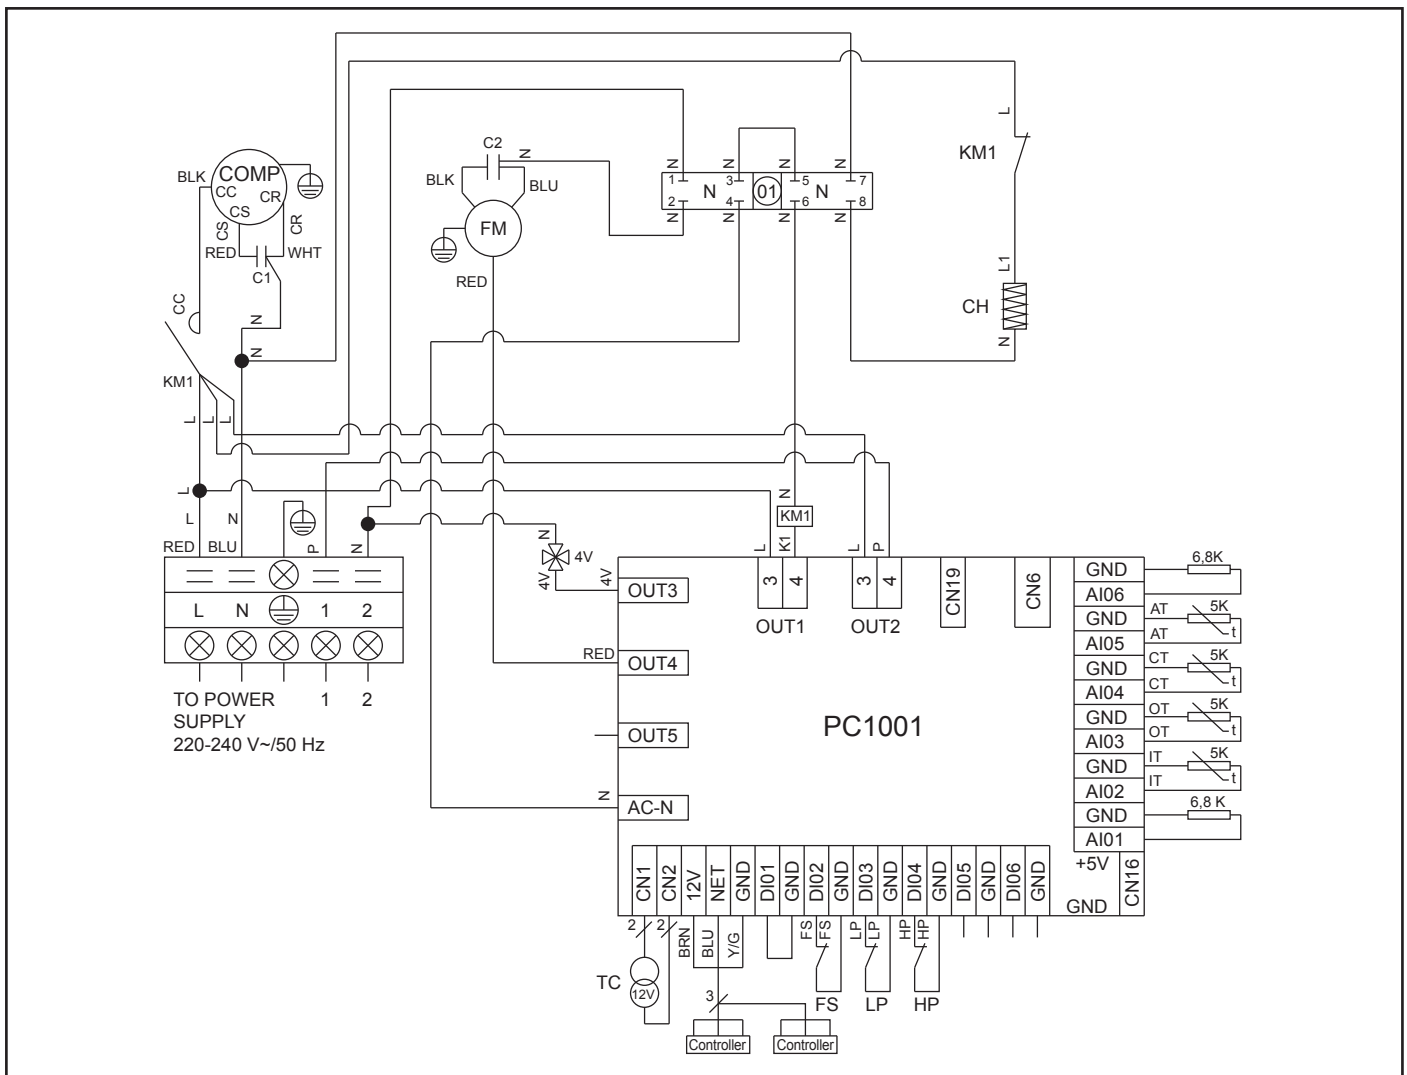 C2
N
BLK
BLU
FM
RED
COMP
BLK
CC
CR
CS
CS
CR
RED
WHT
C1
CC
N
N
KM1
L L L
N N N N
1 3 5 7
N 01 N
2 4 6 8
N N N N
L
KM1
L1
CH
N
L
L N
RED BLU
P N
L N 1 2
TO POWER 1 2
SUPPLY
220-240 V~/50 Hz
N
4V
4V
4V
N
KM1
L K1 L P
3 4
3 4
OUT1
OUT2
CN19
CN6
OUT3
RED
OUT4
OUT5
N
AC-N
PC1001
GND
6,8K
AI06
GND
AT
5K
t
AT
AI05
GND
CT
5K
t
CT
AI04
GND
OT
5K
t
OT
AI03
GND
IT
5K
t
IT
AI02
GND
6,8 K
AI01
+5V
CN16
GND
CN1 CN2 12V NET GND DI01 GND DI02 GND DI03 GND DI04 GND DI05 GND DI06 GND
2 2
BRN BLU Y/G
FS FS LP LP HP HP
TC
12V
3
FS LP HP
Controller Controller